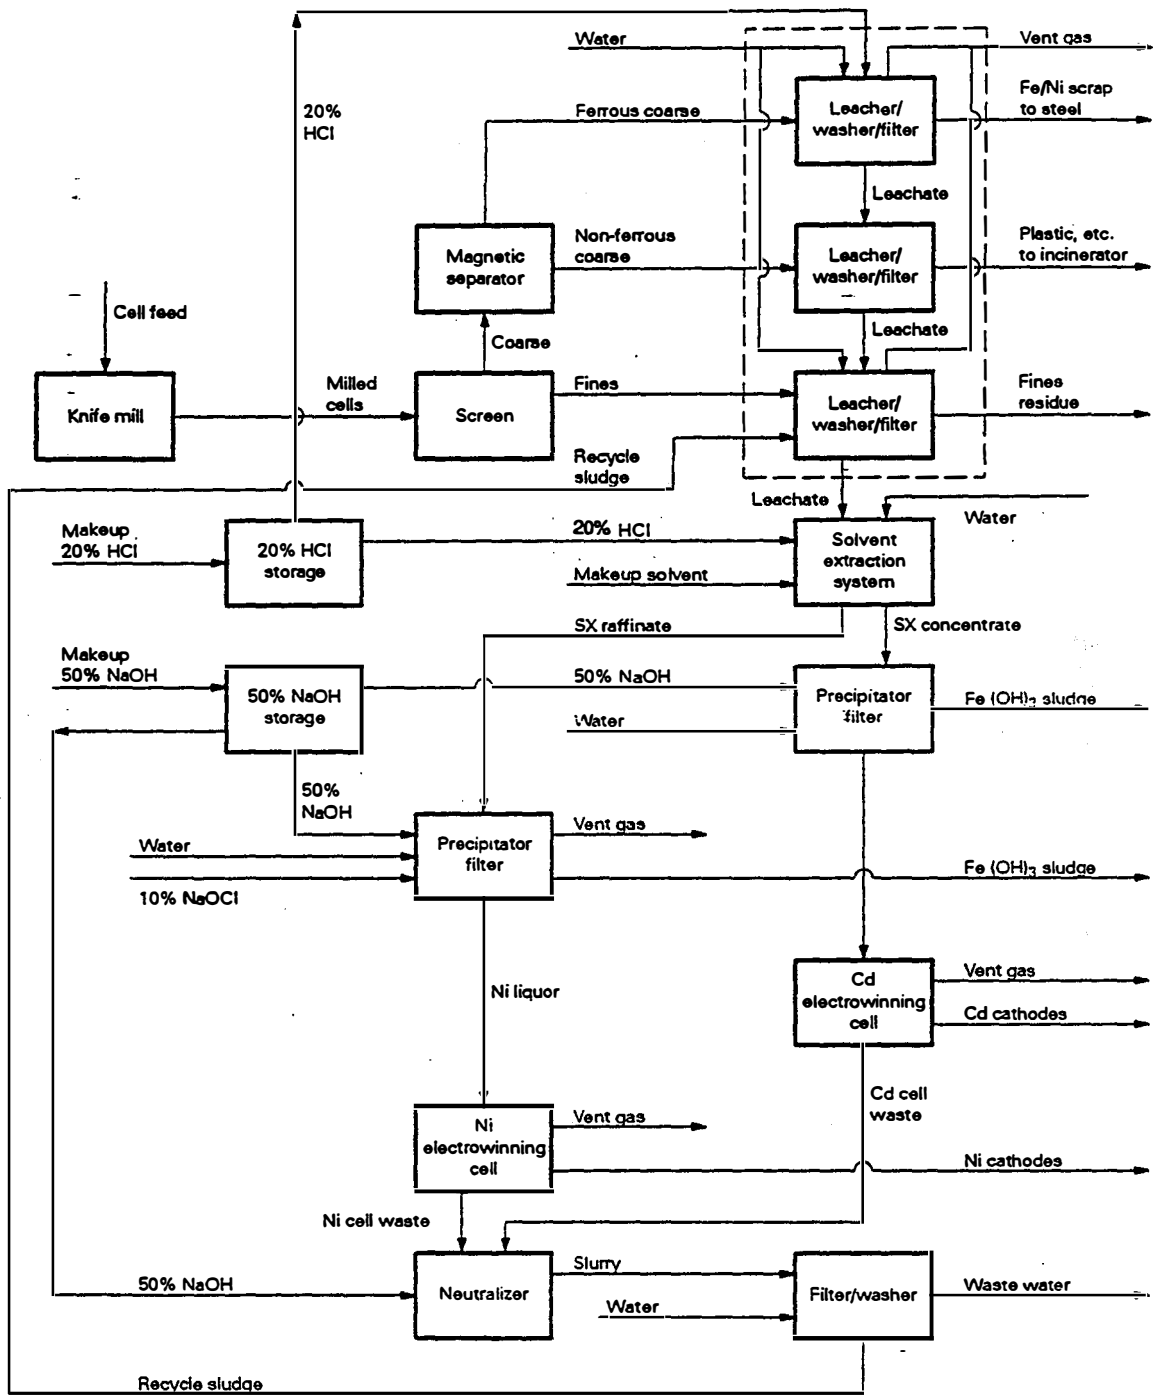 Water
Vent gas
20%
HCl
Ferrous coarse
Leacher/
washer/filter
Fe/Ni scrap
to steel
Leachate
Magnetic
separator
Non-ferrous
coarse
Leacher/
washer/filter
Plastic, etc.
to incinerator
Cell feed
Coarse
Leachate
Knife mill
Milled
cells
Screen
Fines
Leacher/
washer/filter
Fines
residue
Recycle
sludge
Leachate
Water
Makeup
20% HCl
20% HCl
storage
20% HCl
Makeup solvent
Solvent
extraction
system
SX raffinate
SX concentrate
Makeup
50% NaOH
50% NaOH
storage
50% NaOH
Water
Precipitator
filter
Fe (OH)3 sludge
50%
NaOH
Water
10% NaOCl
Precipitator
filter
Vent gas
Fe (OH)3 sludge
Ni liquor
Cd
electrowinning
cell
Vent gas
Cd cathodes
Cd cell
waste
Ni
electrowinning
cell
Vent gas
Ni cathodes
Ni cell waste
50% NaOH
Neutralizer
Slurry
Water
Filter/washer
Waste water
Recycle sludge